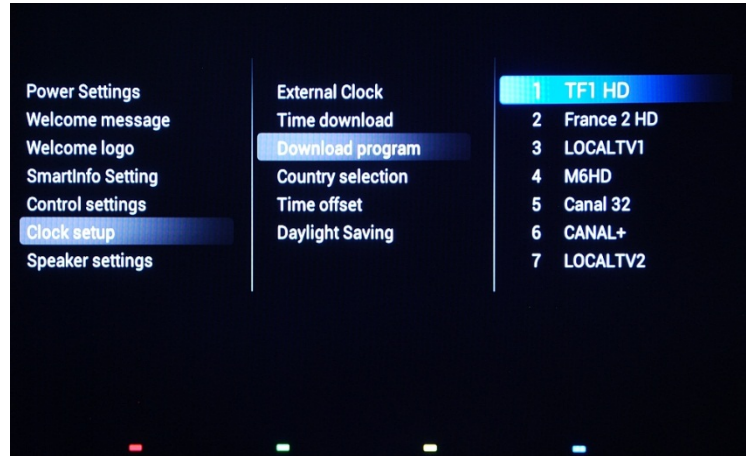 Power Settings
Welcome message
Welcome logo
SmartInfo Setting
Control settings
Clock setup
Speaker settings
External Clock
Time download
Download program
Country selection
Time offset
Daylight Saving
1 TF1 HD
2 France 2 HD
3 LOCALTV1
4 M6HD
5 Canal 32
6 CANAL+
7 LOCALTV2